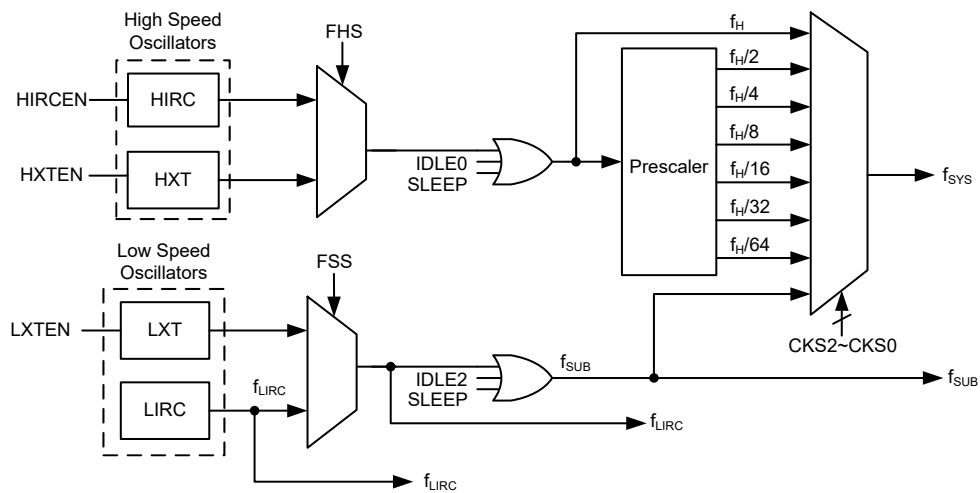 High Speed
Oscillators
FHS
HIRCEN
HIRC
HXTEN
HXT
IDLE0
SLEEP
Prescaler
fH
fH/2
fH/4
fH/8
fH/16
fH/32
fH/64
fSYS
CKS2~CKS0
Low Speed
Oscillators
FSS
LXTEN
LXT
LIRC
fLIRC
IDLE2
SLEEP
fSUB
fSUB
fLIRC
fLIRC